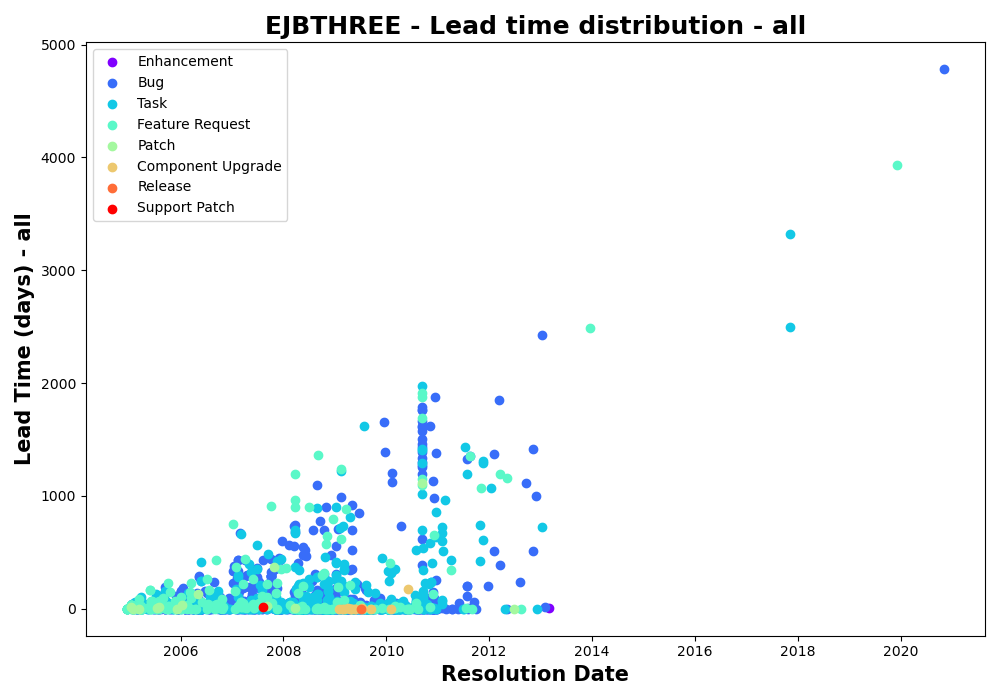 EJBTHREE - Lead time distribution - all
Enhancement
Bug
Task
Feature Request
Patch
Component Upgrade
Release
Support Patch
Lead Time (days) - all
5000
4000
3000
2000
1000
0
2006 2008 2010 2012 2014 2016 2018 2020
Resolution Date